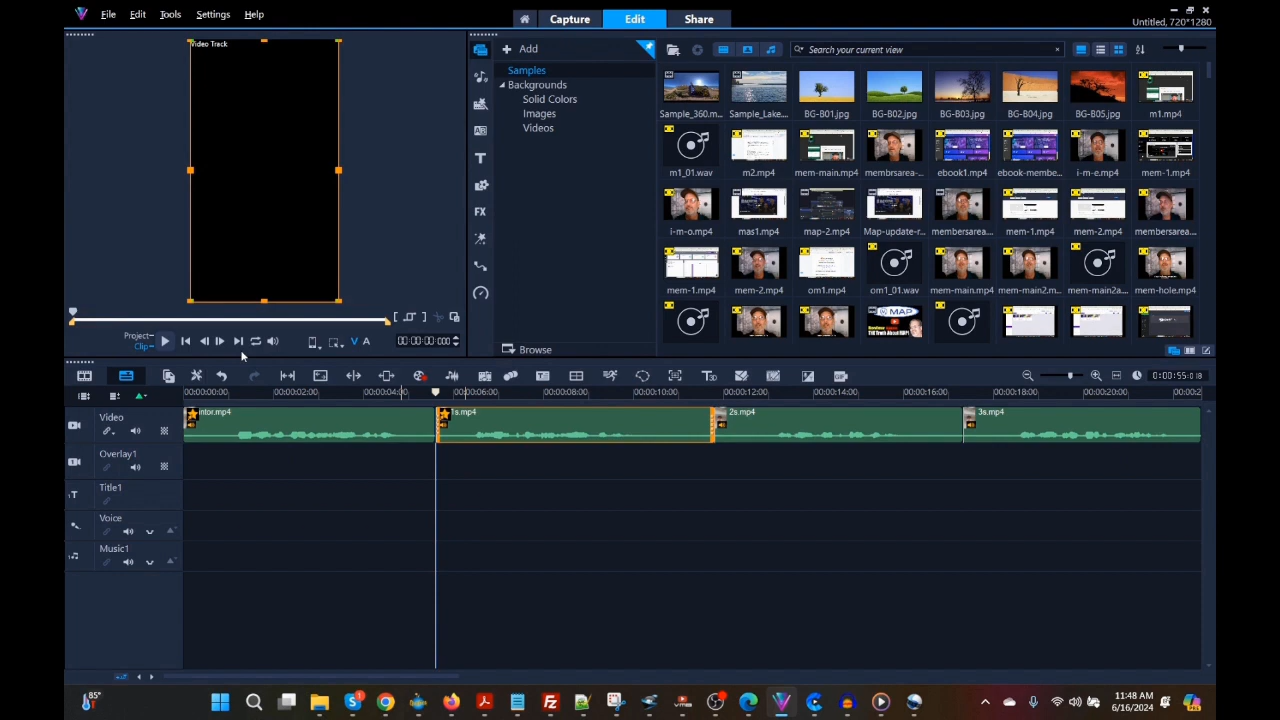 File Edit Tools Settings Help
Capture Edit Share
Untitled, 720*1280
Video Track
Add
Samples
Backgrounds
Solid Colors
Images
Videos
Browse
Search your current view
Sample_360.m... Sample_Lake... BG-B01.jpg BG-B02.jpg BG-B03.jpg BG-B04.jpg BG-B05.jpg m1.mp4
m1_01.wav m2.mp4 mem-main.mp4 membrsarea-... ebook1.mp4 ebook-membe... i-m-e.mp4 mem-1.mp4
i-m-o.mp4 mas1.mp4 map-2.mp4 Map-update-r... membersarea... mem-1.mp4 mem-2.mp4 membersarea...
mem-1.mp4 mem-2.mp4 om1.mp4 om1_01.wav mem-main.mp4 mem-main2.m... mem-main2a... mem-hole.mp4
MAP
Project
Clip
V A
00:00:00:000
0:00:55:018
00:00:00:00 00:00:02:00 00:00:04:0 00:00:06:00 00:00:08:00 00:00:10:00 00:00:12:00 00:00:14:00 00:00:16:00 00:00:18:00 00:00:20:00 00:00:2
Video
intor.mp4 1s.mp4 2s.mp4 3s.mp4
Overlay1
Title1
Voice
Music1
85°
11:48 AM
6/16/2024